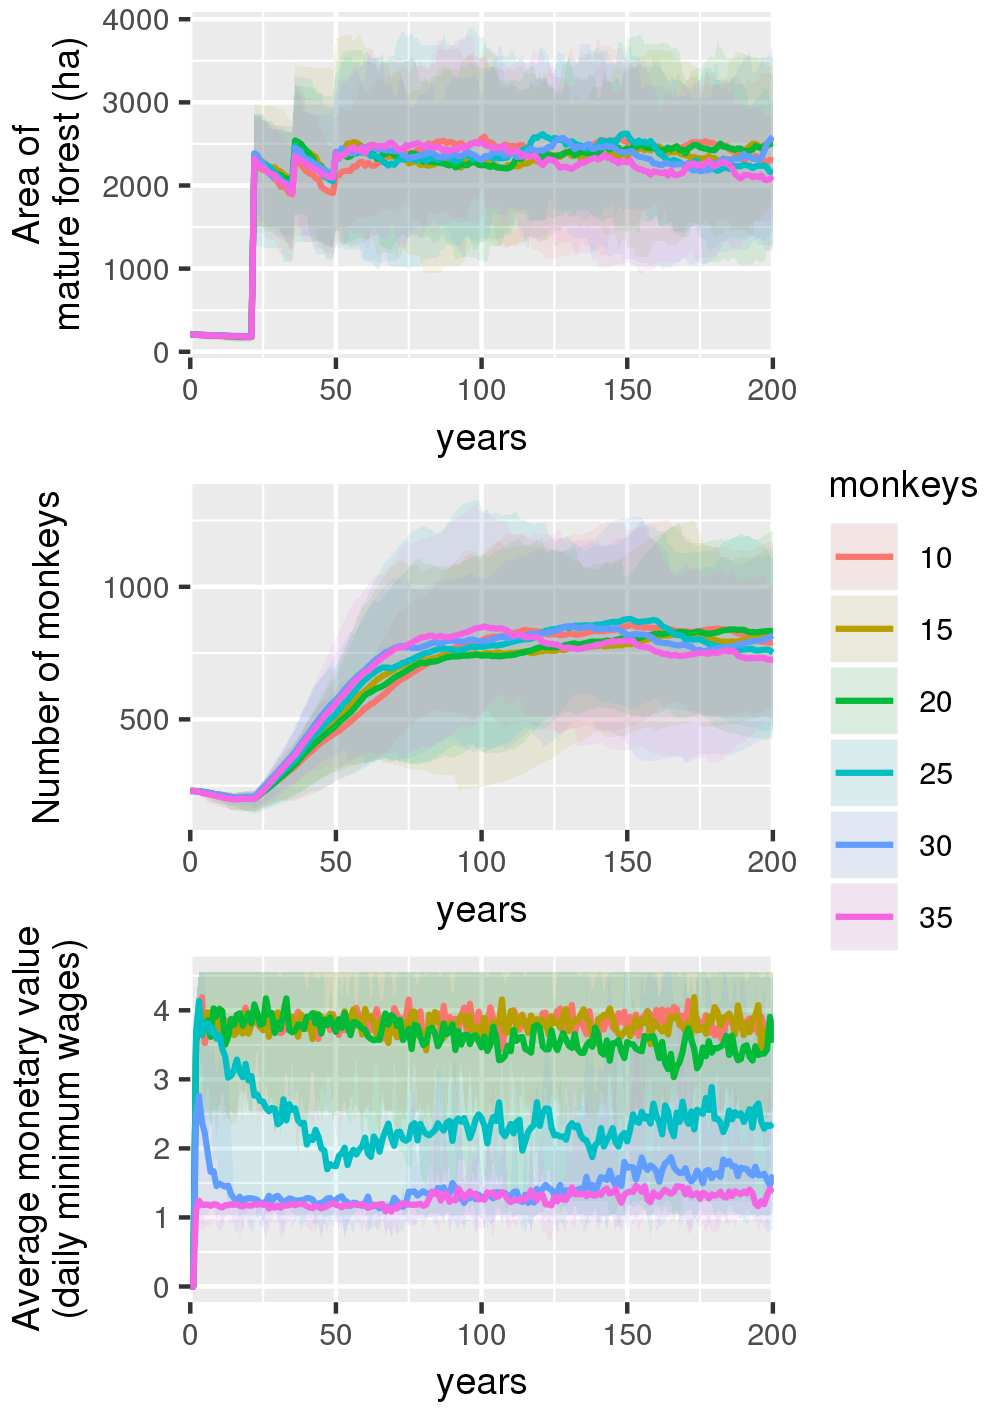 Area of
mature forest (ha)
4000
3000
2000
1000
0
0 50 100 150 200
years
Number of monkeys
1000
500
0 50 100 150 200
years
monkeys
10
15
20
25
30
35
Average monetary value
(daily minimum wages)
4
3
2
1
0
0 50 100 150 200
years